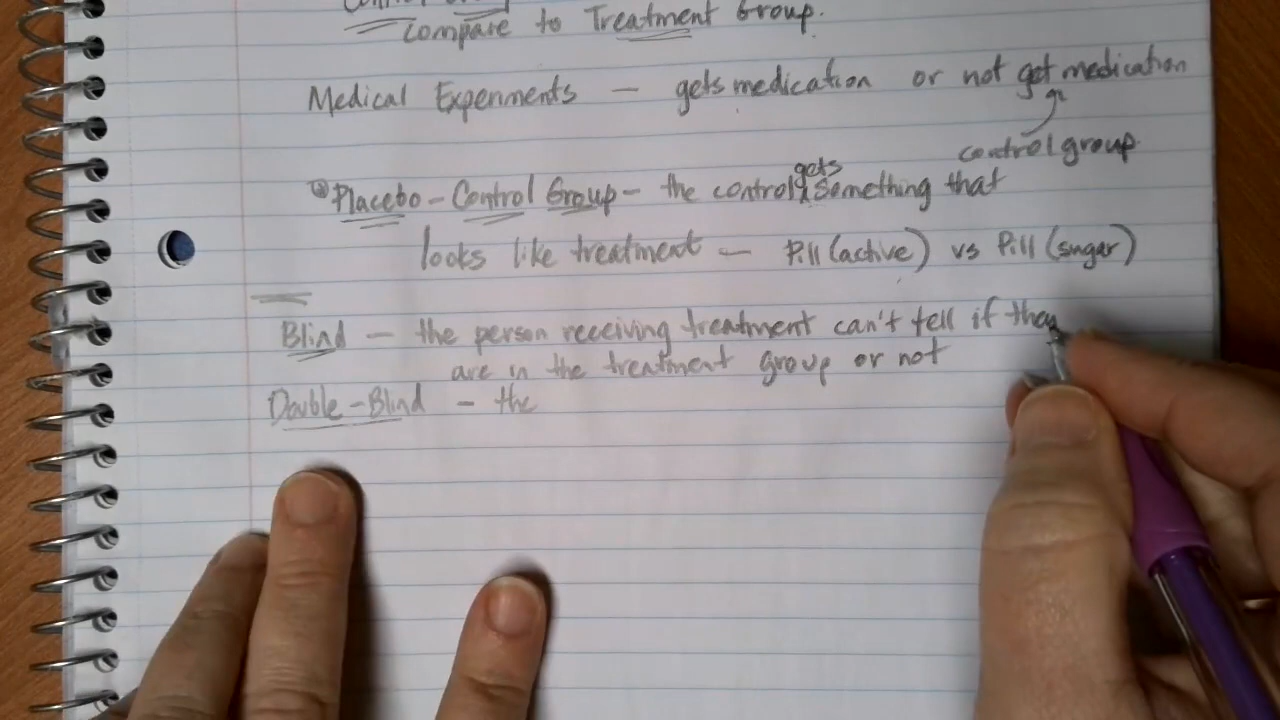 compare to Treatment Group.
Medical Experiments - gets medication or not get medication
control group
gets
Placebo-Control Group - the control something that
looks like treatment - Pill (active) vs Pill (sugar)
Blind - the person receiving treatment can't tell if they
are in the treatment group or not
Double-Blind - the